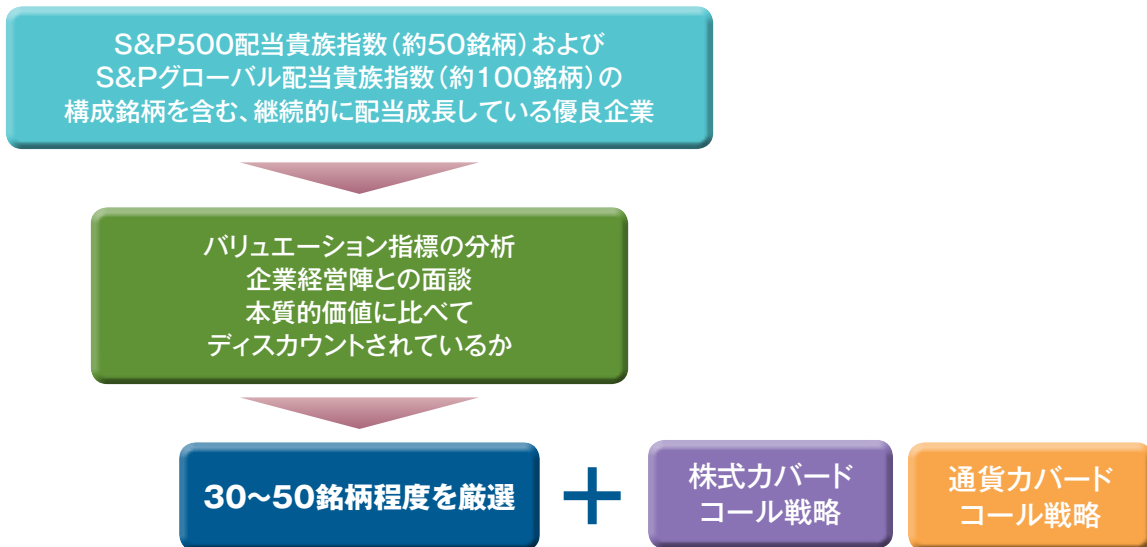 S&P500配当貴族指数（約50銘柄）および
S&Pグローバル配当貴族指数（約100銘柄）の
構成銘柄を含む、継続的に配当成長している優良企業
バリュエーション指標の分析
企業経営陣との面談
本質的価値に比べて
ディスカウントされているか
30～50銘柄程度を厳選
＋
株式カバード
コール戦略
通貨カバード
コール戦略